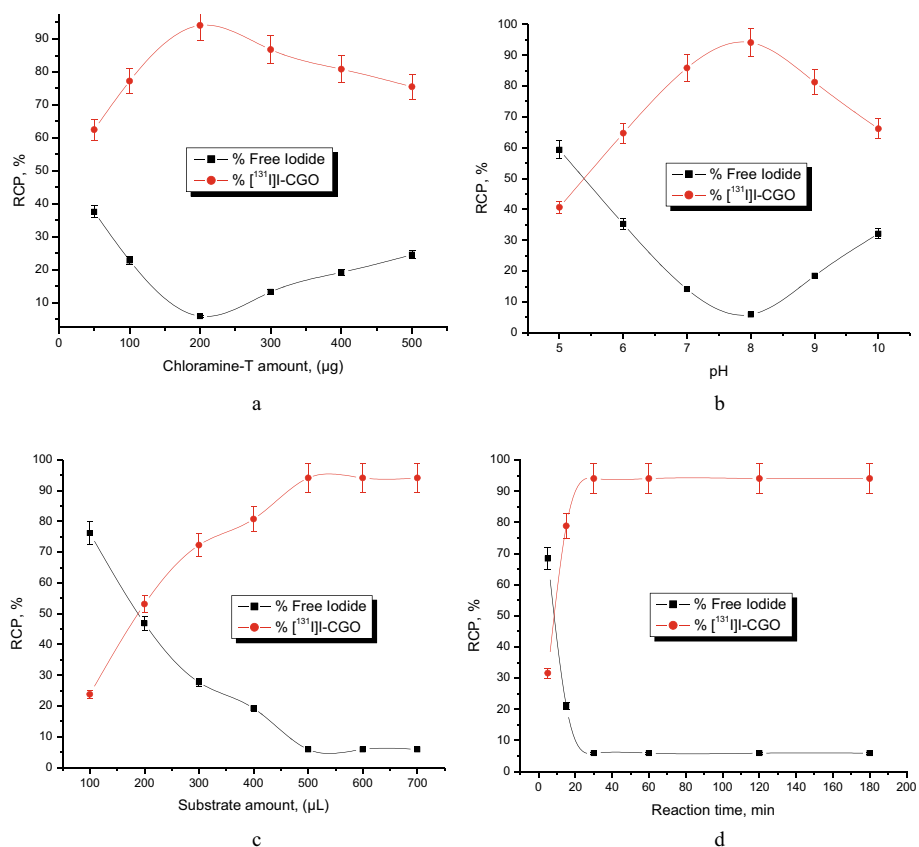 RCP, %
90
80
70
60
50
40
30
20
10
% Free Iodide
% [¹³¹I]I-CGO
0 100 200 300 400 500
Chloramine-T amount, (µg)
a
RCP, %
100
90
80
70
60
50
40
30
20
10
0
% Free Iodide
% [¹³¹I]I-CGO
5 6 7 8 9 10
pH
b
RCP, %
100
90
80
70
60
50
40
30
20
10
0
% Free Iodide
% [¹³¹I]I-CGO
100 200 300 400 500 600 700
Substrate amount, (µL)
c
RCP, %
100
90
80
70
60
50
40
30
20
10
0
% Free Iodide
% [¹³¹I]I-CGO
0 20 40 60 80 100 120 140 160 180 200
Reaction time, min
d